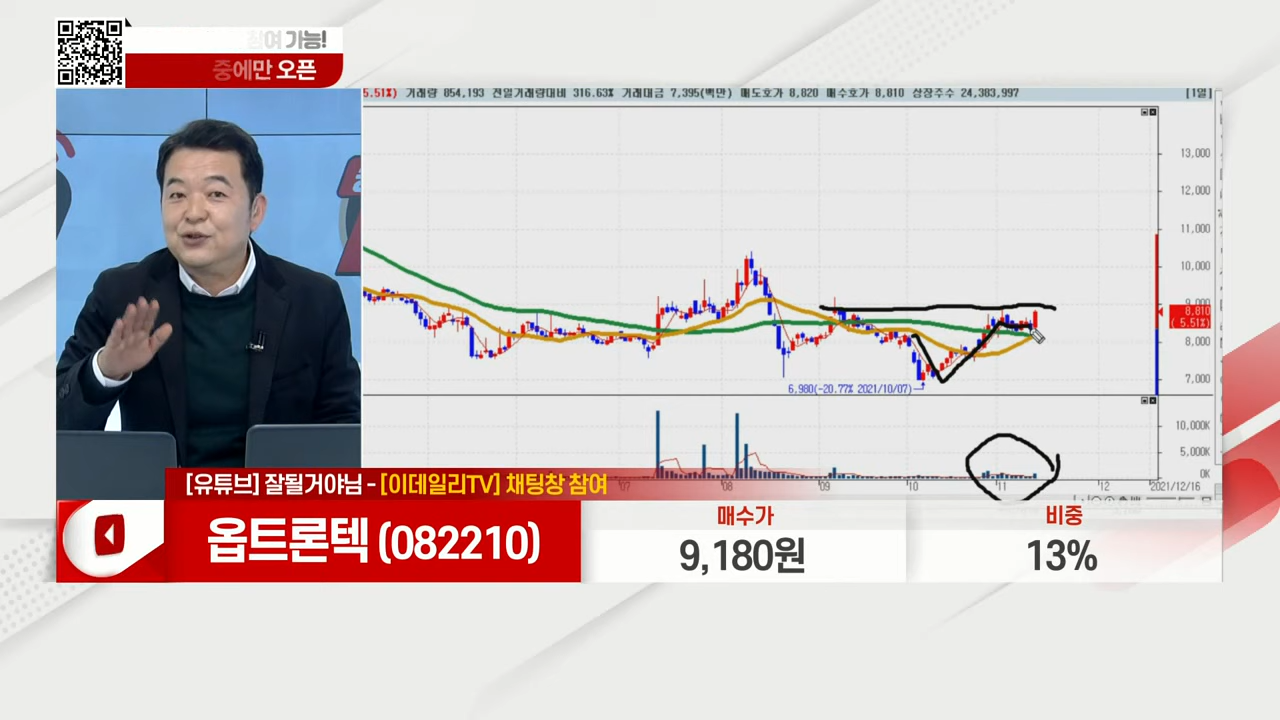 참여 가능!
중에만 오픈
5.51%) 거래량 854,193 전일거래량대비 316.63% 거래대금 7,395(백만) 매도호가 8,820 매수호가 8,810 상장주수 24,383,997 [1일]
13,000
12,000
11,000
10,000
9,000
8,810
( 5.51%)
8,000
7,000
6,980(-20.77% 2021/10/07)
10,000K
5,000K
0K
07
08
09
10
11
12
2021/12/16
[유튜브] 잘될거야님 - [이데일리TV] 채팅창 참여
옵트론텍 (082210)
매수가
9,180원
비중
13%